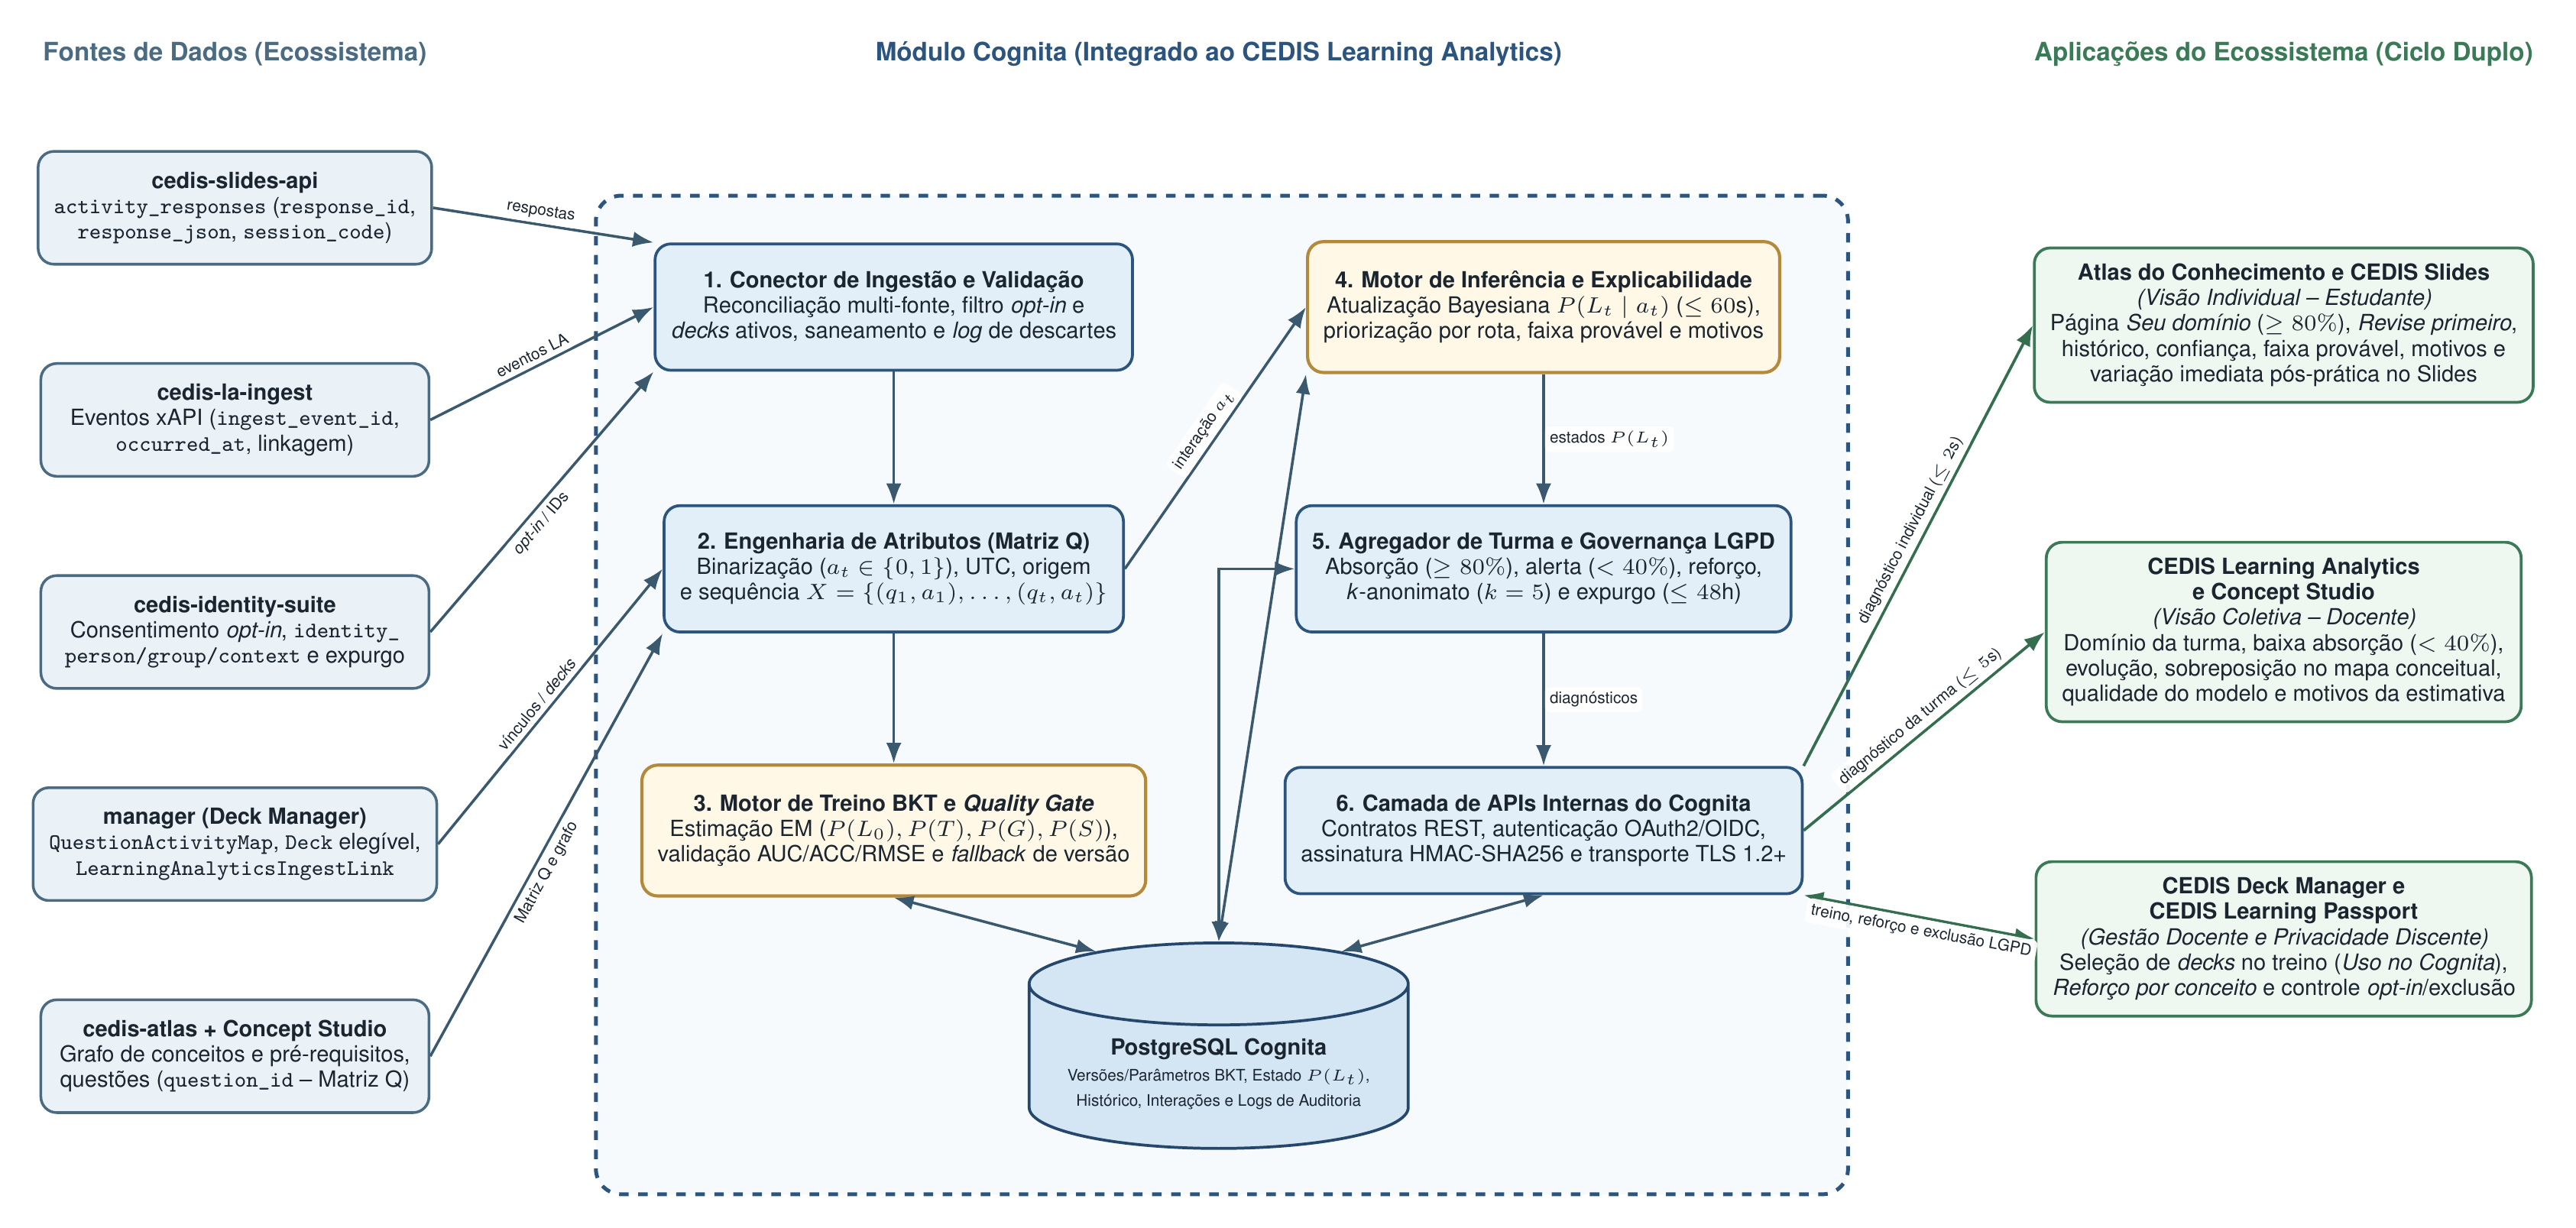 Fontes de Dados (Ecossistema)
Módulo Cognita (Integrado ao CEDIS Learning Analytics)
Aplicações do Ecossistema (Ciclo Duplo)
cedis-slides-api
activity_responses (response_id,
response_json, session_code)
cedis-la-ingest
Eventos xAPI (ingest_event_id,
occurred_at, linkagem)
cedis-identity-suite
Consentimento opt-in, identity_
person/group/context e expurgo
manager (Deck Manager)
QuestionActivityMap, Deck elegível,
LearningAnalyticsIngestLink
cedis-atlas + Concept Studio
Grafo de conceitos e pré-requisitos,
questões (question_id – Matriz Q)
respostas
eventos LA
opt-in / IDs
vínculos / decks
Matriz Q e grafo
1. Conector de Ingestão e Validação
Reconciliação multi-fonte, filtro opt-in e
decks ativos, saneamento e log de descartes
2. Engenharia de Atributos (Matriz Q)
Binarização (a_t ∈ {0, 1}), UTC, origem
e sequência X = {(q_1, a_1), . . . , (q_t, a_t)}
3. Motor de Treino BKT e Quality Gate
Estimação EM (P(L_0), P(T), P(G), P(S)),
validação AUC/ACC/RMSE e fallback de versão
interação a_t
4. Motor de Inferência e Explicabilidade
Atualização Bayesiana P(L_t | a_t) (≤ 60s),
priorização por rota, faixa provável e motivos
estados P(L_t)
5. Agregador de Turma e Governança LGPD
Absorção (≥ 80%), alerta (< 40%), reforço,
k-anonimato (k = 5) e expurgo (≤ 48h)
diagnósticos
6. Camada de APIs Internas do Cognita
Contratos REST, autenticação OAuth2/OIDC,
assinatura HMAC-SHA256 e transporte TLS 1.2+
PostgreSQL Cognita
Versões/Parâmetros BKT, Estado P(L_t),
Histórico, Interações e Logs de Auditoria
diagnóstico individual (≤ 2s)
diagnóstico da turma (≤ 5s)
treino, reforço e exclusão LGPD
Atlas do Conhecimento e CEDIS Slides
(Visão Individual – Estudante)
Página Seu domínio (≥ 80%), Revise primeiro,
histórico, confiança, faixa provável, motivos e
variação imediata pós-prática no Slides
CEDIS Learning Analytics
e Concept Studio
(Visão Coletiva – Docente)
Domínio da turma, baixa absorção (< 40%),
evolução, sobreposição no mapa conceitual,
qualidade do modelo e motivos da estimativa
CEDIS Deck Manager e
CEDIS Learning Passport
(Gestão Docente e Privacidade Discente)
Seleção de decks no treino (Uso no Cognita),
Reforço por conceito e controle opt-in/exclusão